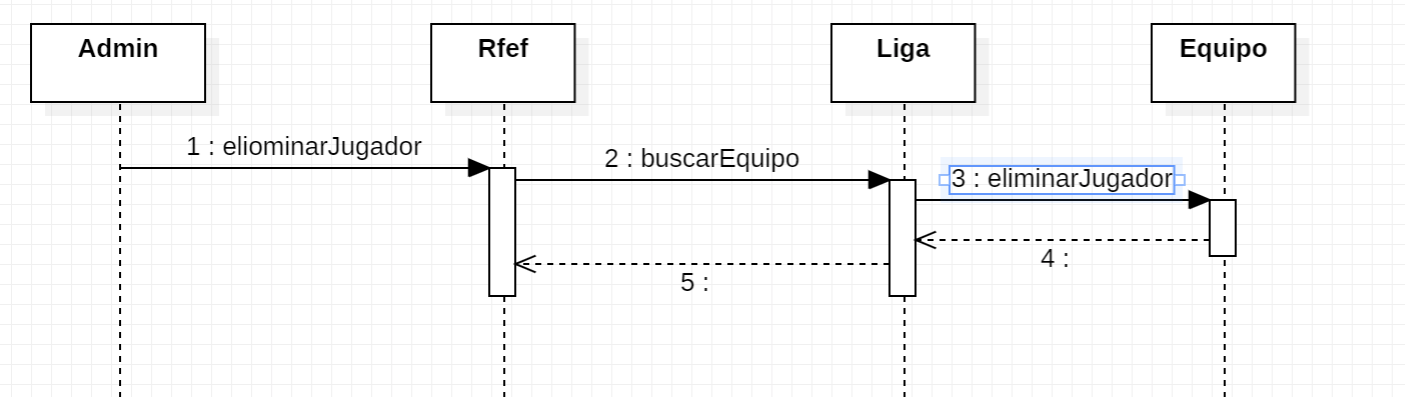 Admin
Rfef
Liga
Equipo
1 : eliominarJugador
2 : buscarEquipo
3 : eliminarJugador
4 :
5 :